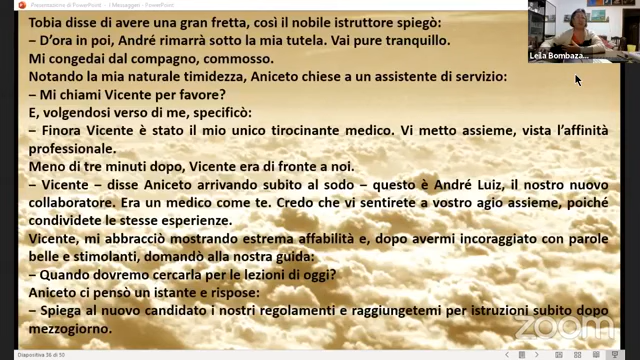 Presentazione di PowerPoint - I Messaggeri - PowerPoint
Tobia disse di avere una gran fretta, così il nobile istruttore spiegò:
– D'ora in poi, André rimarrà sotto la mia tutela. Vai pure tranquillo.
Mi congedai dal compagno, commosso.
Notando la mia naturale timidezza, Aniceto chiese a un assistente di servizio:
– Mi chiami Vicente per favore?
E, volgendosi verso di me, specificò:
– Finora Vicente è stato il mio unico tirocinante medico. Vi metto assieme, vista l'affinità
professionale.
Meno di tre minuti dopo, Vicente era di fronte a noi.
– Vicente – disse Aniceto arrivando subito al sodo – questo è André Luiz, il nostro nuovo
collaboratore. Era un medico come te. Credo che vi sentirete a vostro agio assieme, poiché
condividete le stesse esperienze.
Vicente, mi abbracciò mostrando estrema affabilità e, dopo avermi incoraggiato con parole
belle e stimolanti, domandò alla nostra guida:
– Quando dovremo cercarla per le lezioni di oggi?
Aniceto ci pensò un istante e rispose:
– Spiega al nuovo candidato i nostri regolamenti e raggiungetemi per istruzioni subito dopo
mezzogiorno.
Leila Bombaza...
zoom
Diapositiva 36 di 50